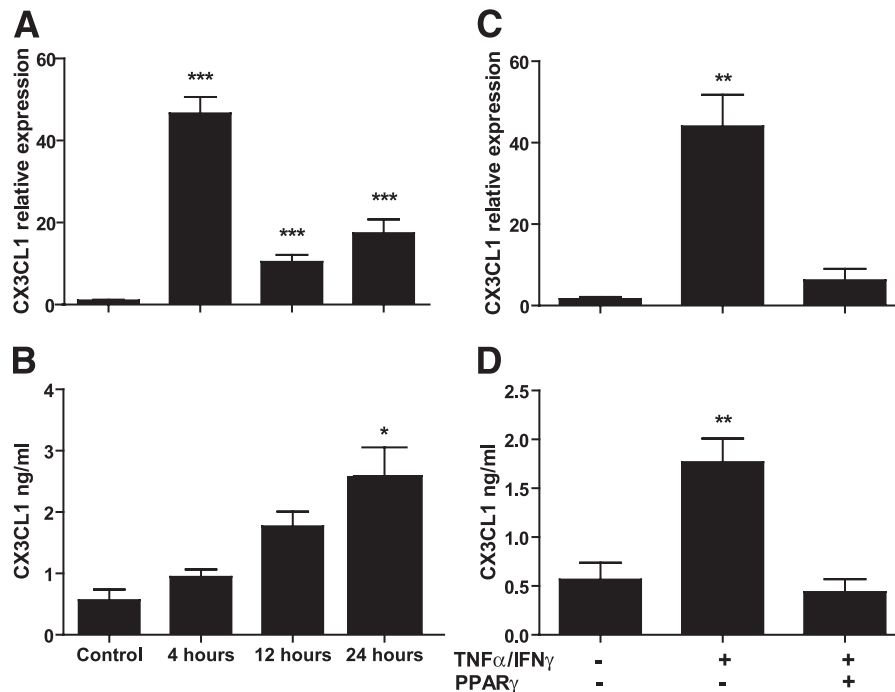 A
CX3CL1 relative expression
60
40
20
0
***
***
***
B
CX3CL1 ng/ml
4
3
2
1
0
*
Control 4 hours 12 hours 24 hours
C
CX3CL1 relative expression
60
40
20
0
**
D
CX3CL1 ng/ml
2.5
2.0
1.5
1.0
0.5
0.0
**
TNFα/IFNγ - + +
PPARγ - - +